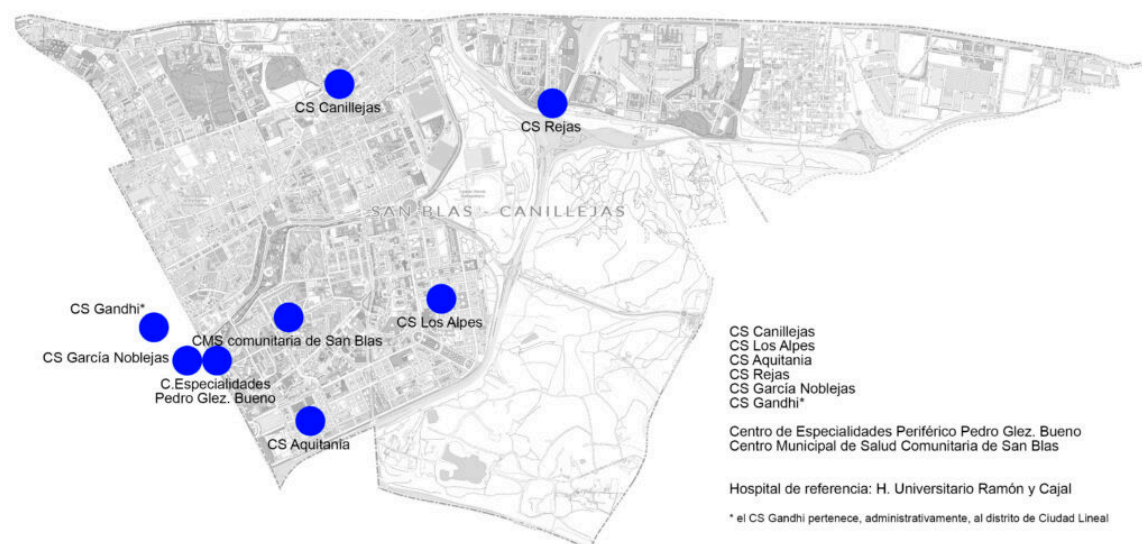 CS Canillejas
CS Rejas
SAN BLAS - CANILLEJAS
CS Gandhi*
CS Los Alpes
CMS comunitaria de San Blas
CS García Noblejas
C.Especialidades
Pedro Glez. Bueno
CS Aquitania
CS Canillejas
CS Los Alpes
CS Aquitania
CS Rejas
CS García Noblejas
CS Gandhi*
Centro de Especialidades Periférico Pedro Glez. Bueno
Centro Municipal de Salud Comunitaria de San Blas
Hospital de referencia: H. Universitario Ramón y Cajal
* el CS Gandhi pertenece, administrativamente, al distrito de Ciudad Lineal